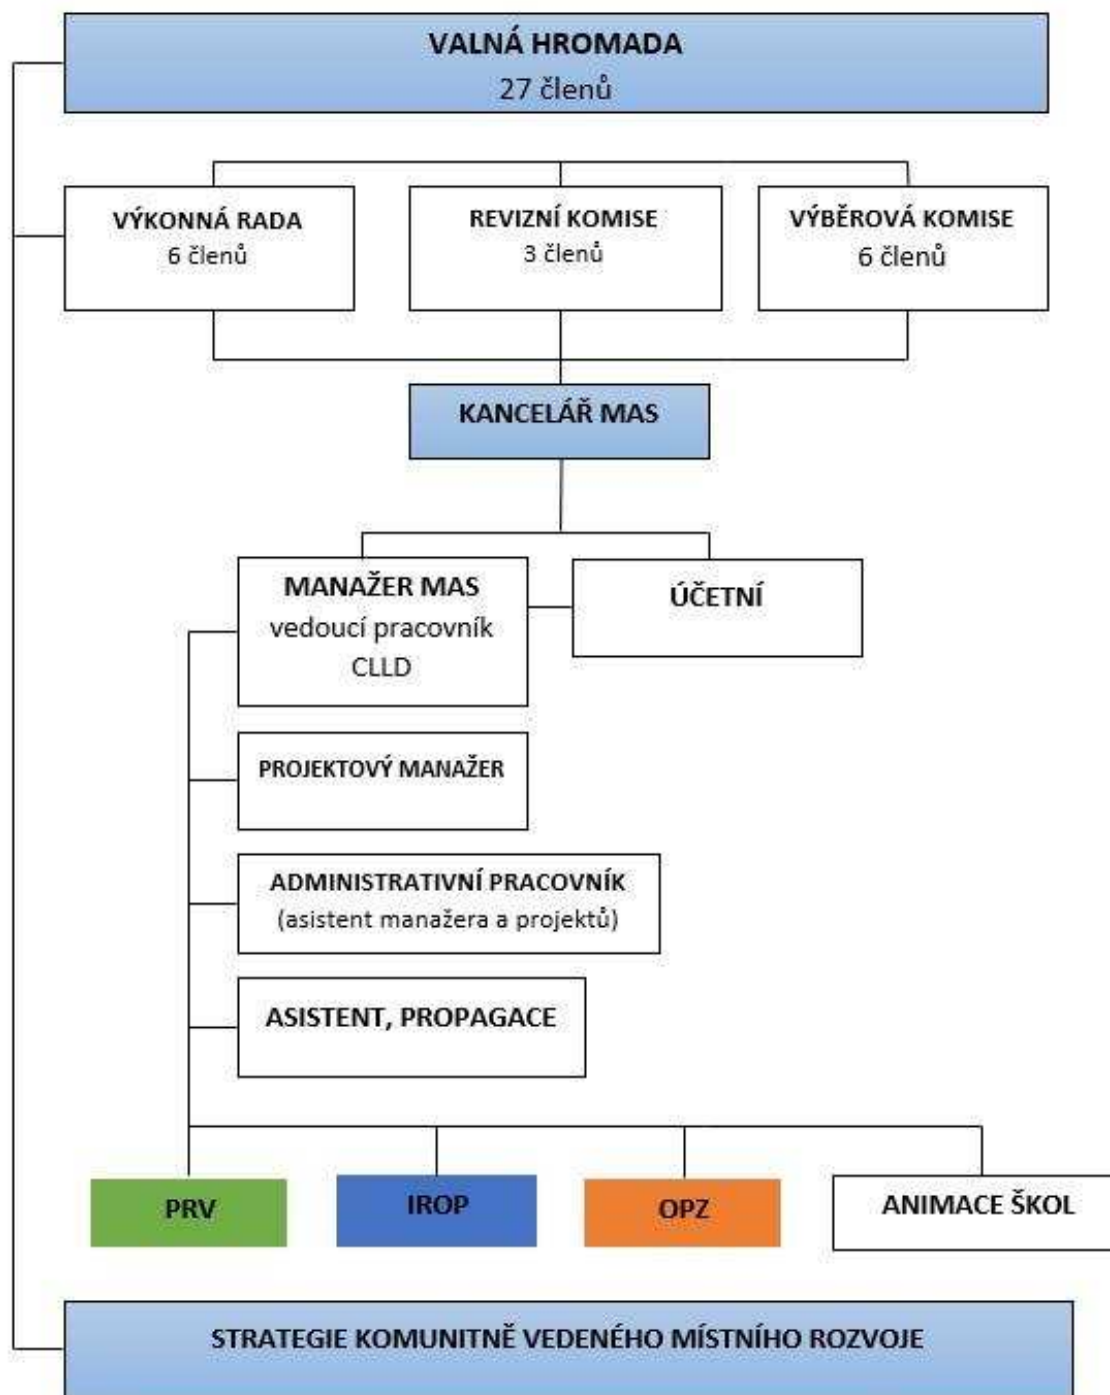 VALNÁ HROMADA
27 členů
VÝKONNÁ RADA
6 členů
REVIZNÍ KOMISE
3 členů
VÝBĚROVÁ KOMISE
6 členů
KANCELÁŘ MAS
MANAŽER MAS
vedoucí pracovník
CLLD
ÚČETNÍ
PROJEKTOVÝ MANAŽER
ADMINISTRATIVNÍ PRACOVNÍK
(asistent manažera a projektů)
ASISTENT, PROPAGACE
PRV
IROP
OPZ
ANIMACE ŠKOL
STRATEGIE KOMUNITNĚ VEDENÉHO MÍSTNÍHO ROZVOJE